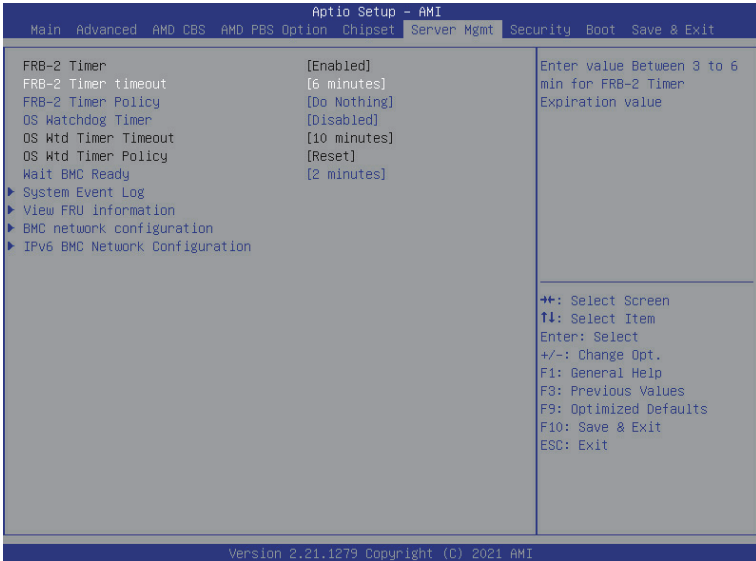 Aptio Setup – AMI
Main Advanced AMD CBS AMD PBS Option Chipset Server Mgmt Security Boot Save & Exit
FRB-2 Timer [Enabled]
FRB-2 Timer timeout [6 minutes]
FRB-2 Timer Policy [Do Nothing]
OS Watchdog Timer [Disabled]
OS Wtd Timer Timeout [10 minutes]
OS Wtd Timer Policy [Reset]
Wait BMC Ready [2 minutes]
▶ System Event Log
▶ View FRU information
▶ BMC network configuration
▶ IPv6 BMC Network Configuration
Enter value Between 3 to 6
min for FRB-2 Timer
Expiration value
→←: Select Screen
↑↓: Select Item
Enter: Select
+/-: Change Opt.
F1: General Help
F3: Previous Values
F9: Optimized Defaults
F10: Save & Exit
ESC: Exit
Version 2.21.1279 Copyright (C) 2021 AMI